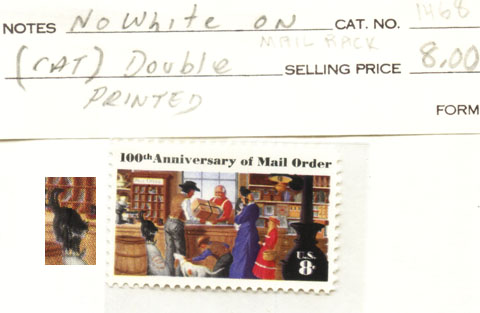 NOTES No White ON CAT. NO. 1468
MAIL RACK
(CAT) Double SELLING PRICE 8.00
PRINTED
FORM
100th Anniversary of Mail Order
U.S.
8c